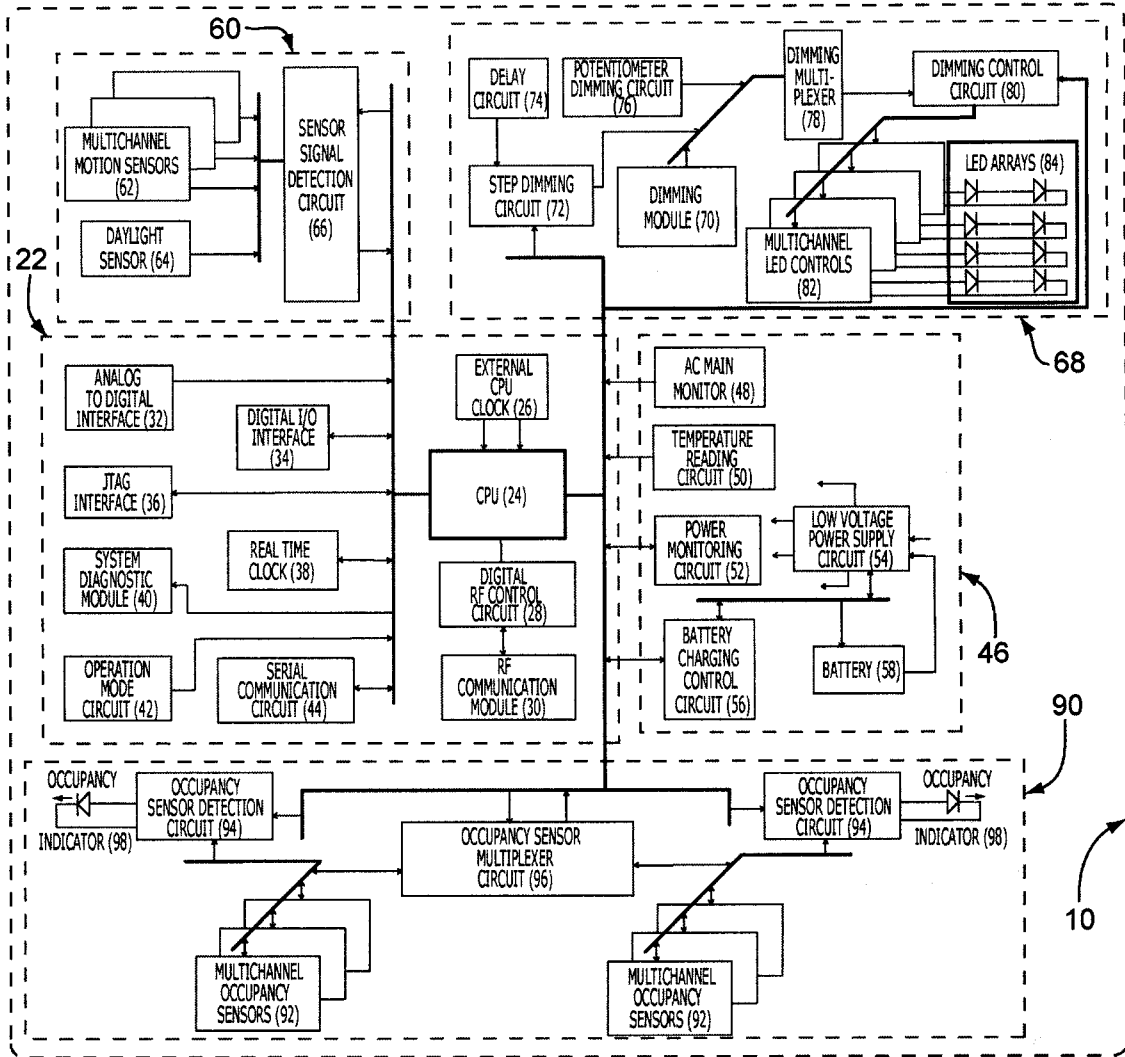 60
MULTICHANNEL
MOTION SENSORS
(62)
DAYLIGHT
SENSOR (64)
SENSOR
SIGNAL
DETECTION
CIRCUIT
(66)
DELAY
CIRCUIT (74)
POTENTIOMETER
DIMMING CIRCUIT
(76)
DIMMING
MULTI-
PLEXER
(78)
DIMMING CONTROL
CIRCUIT (80)
STEP DIMMING
CIRCUIT (72)
DIMMING
MODULE (70)
MULTICHANNEL
LED CONTROLS
(82)
LED ARRAYS (84)
68
22
ANALOG
TO DIGITAL
INTERFACE (32)
DIGITAL I/O
INTERFACE
(34)
JTAG
INTERFACE (36)
REAL TIME
CLOCK (38)
SYSTEM
DIAGNOSTIC
MODULE (40)
OPERATION
MODE
CIRCUIT (42)
SERIAL
COMMUNICATION
CIRCUIT (44)
EXTERNAL
CPU
CLOCK (26)
CPU (24)
DIGITAL
RF CONTROL
CIRCUIT
(28)
RF
COMMUNICATION
MODULE (30)
AC MAIN
MONITOR (48)
TEMPERATURE
READING
CIRCUIT (50)
POWER
MONITORING
CIRCUIT (52)
LOW VOLTAGE
POWER SUPPLY
CIRCUIT (54)
BATTERY
CHARGING
CONTROL
CIRCUIT (56)
BATTERY (58)
46
90
OCCUPANCY
INDICATOR (98)
OCCUPANCY
SENSOR DETECTION
CIRCUIT (94)
OCCUPANCY SENSOR
MULTIPLEXER
CIRCUIT (96)
OCCUPANCY
SENSOR DETECTION
CIRCUIT (94)
OCCUPANCY
INDICATOR (98)
MULTICHANNEL
OCCUPANCY
SENSORS (92)
MULTICHANNEL
OCCUPANCY
SENSORS (92)
10